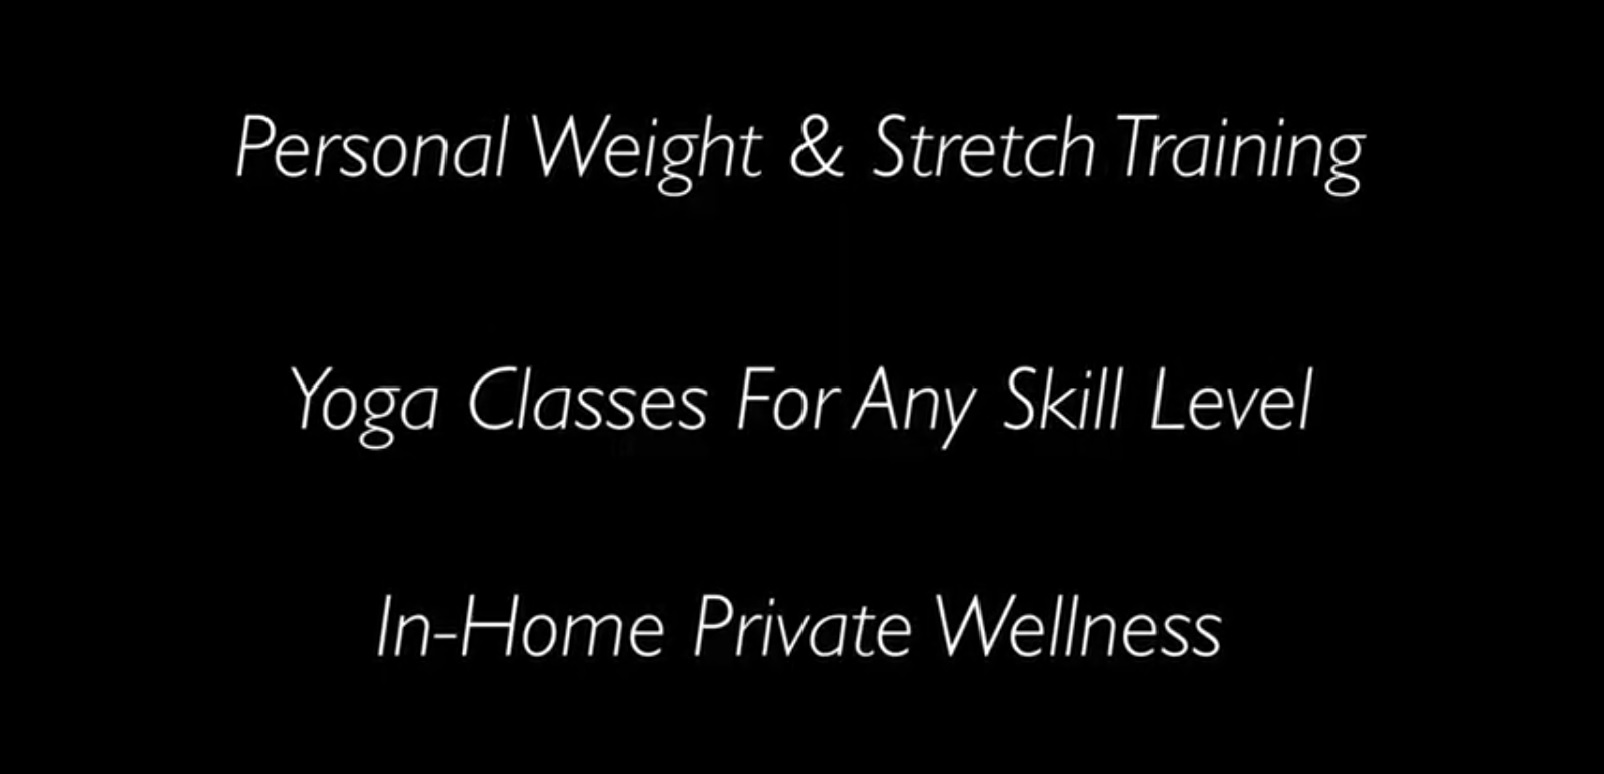 Personal Weight & Stretch Training
Yoga Classes For Any Skill Level
In-Home Private Wellness